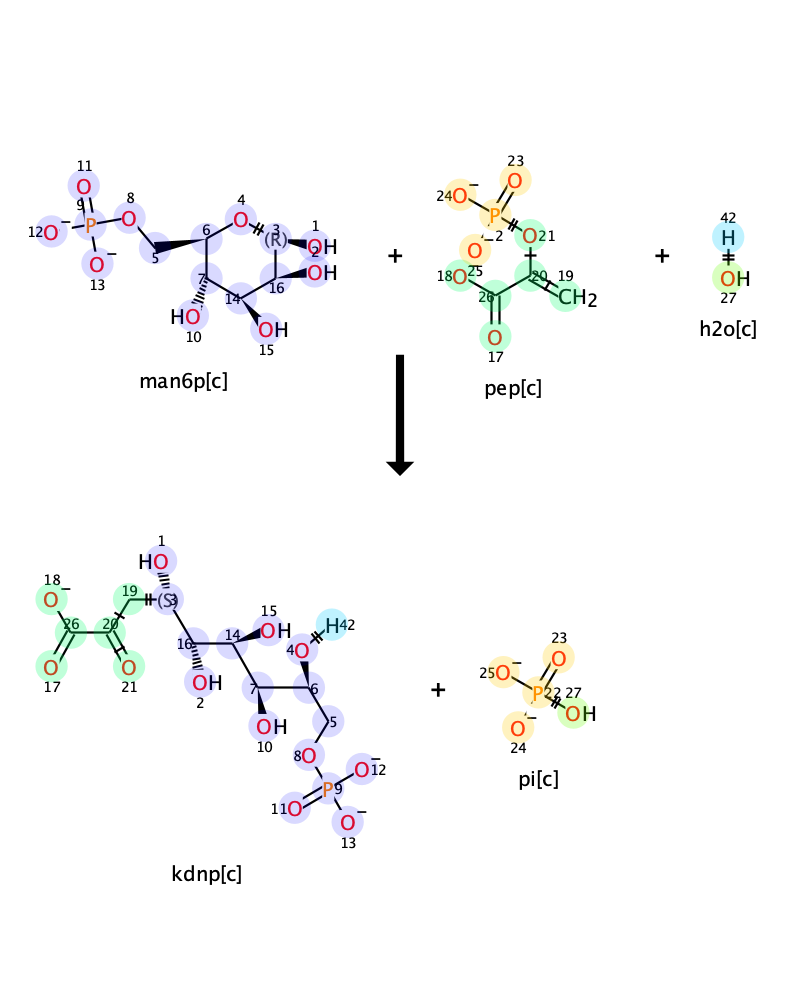 11
O
9
P
12 O −
O −
13
8
O
5
6
O
4
3
(R)
1
OH
2
OH
7
14
16
HO
10
OH
15
man6p[c]
+
23
O
24 O −
P
O 21
O −
25
18 O
20
19
CH2
26
O
17
pep[c]
+
42
H
OH
27
h2o[c]
1
HO
18
O −
19
(S)
26
20
O
17
O
21
16
14
15
OH
H 42
4 O
OH
2
7
6
OH
10
5
8 O
O − 12
P 9
11 O
O −
13
kdnp[c]
+
23
O
25 O −
P 22
27
OH
O −
24
pi[c]